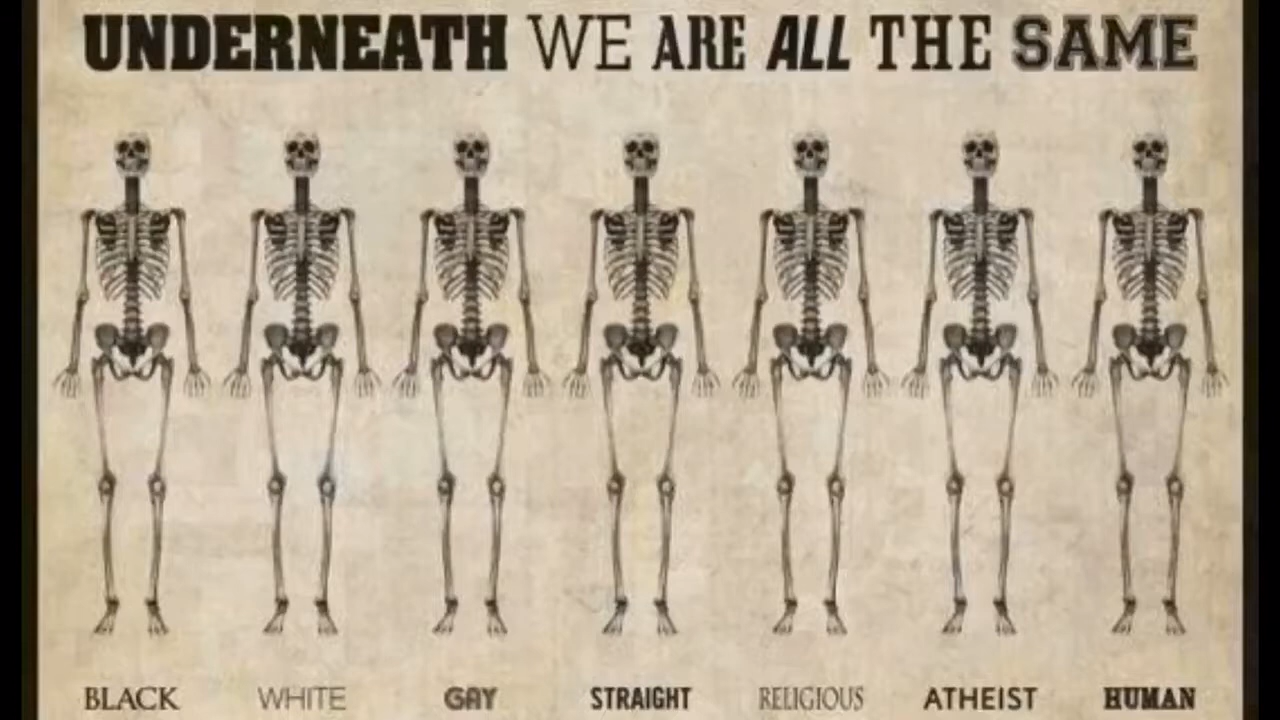 UNDERNEATH WE ARE ALL THE SAME
BLACK WHITE GAY STRAIGHT RELIGIOUS ATHEIST HUMAN